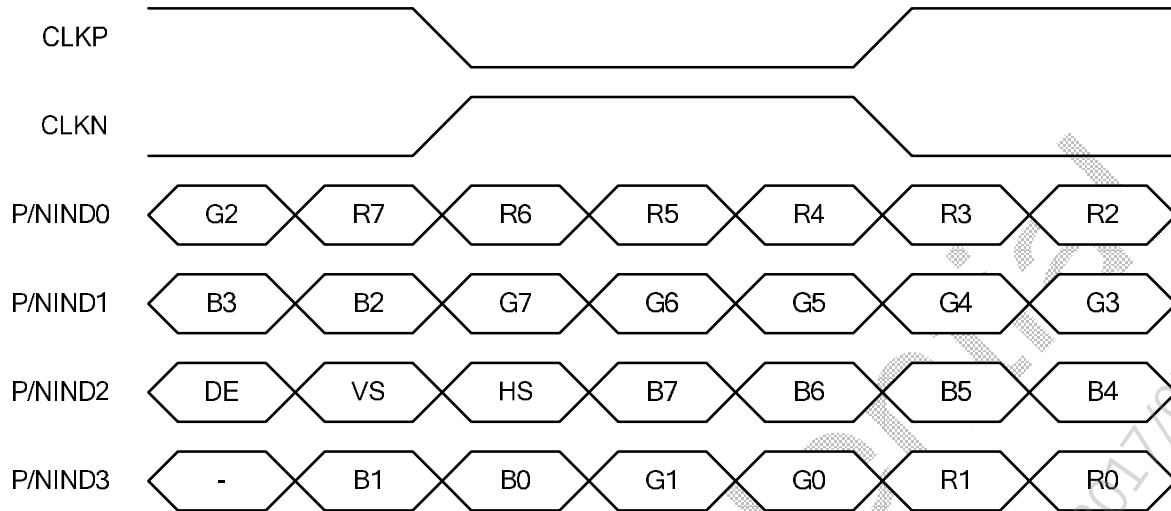 CLKP
CLKN
P/NIND0 G2 R7 R6 R5 R4 R3 R2
P/NIND1 B3 B2 G7 G6 G5 G4 G3
P/NIND2 DE VS HS B7 B6 B5 B4
P/NIND3 - B1 B0 G1 G0 R1 R0